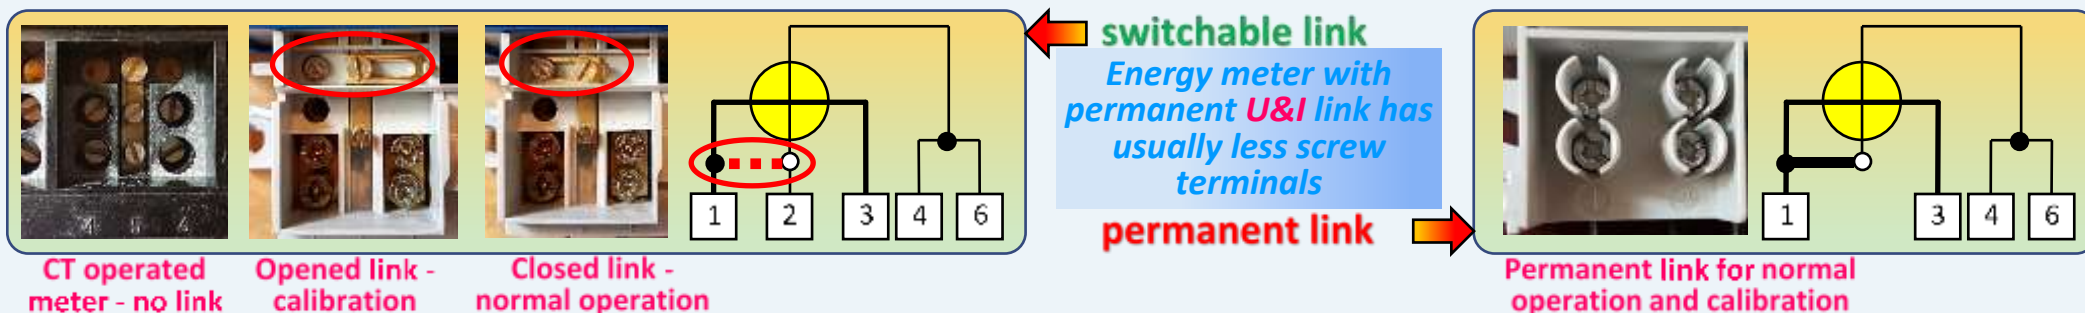 switchable link
Energy meter with
permanent U&I link has
usually less screw
terminals
permanent link
1 2 3 4 6
1 3 4 6
CT operated
meter - no link
Opened link -
calibration
Closed link -
normal operation
Permanent link for normal
operation and calibration